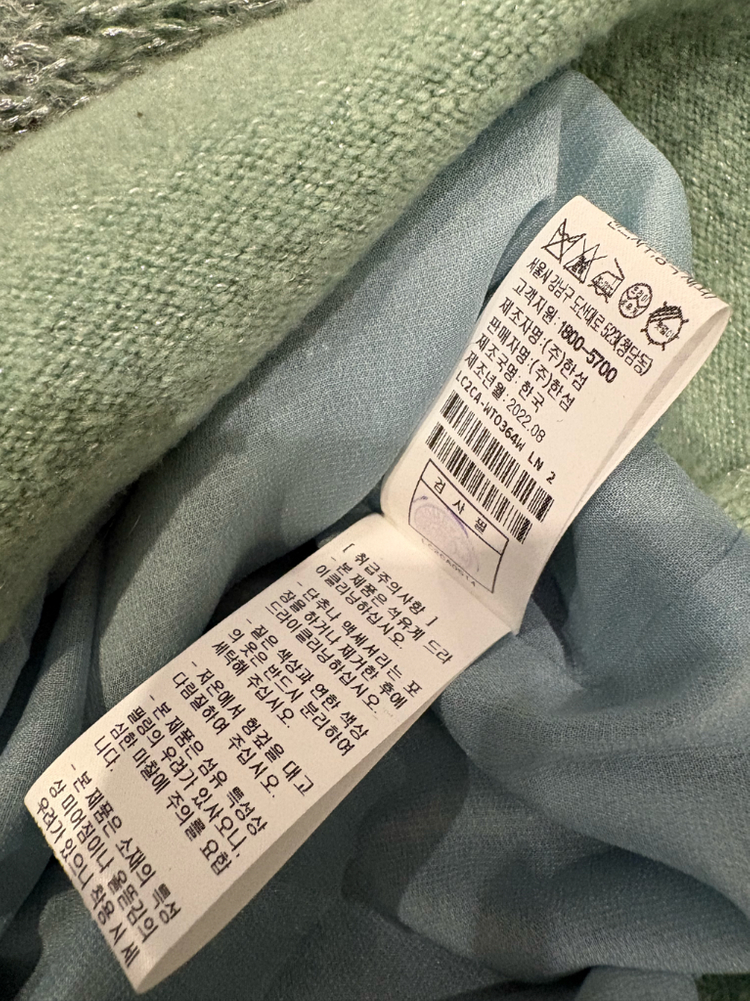 서울시 강남구 도산대로 523(청담동)
고객지원: 1800-5700
제조자명:(주)한섬
판매자명:(주)한섬
제조국명: 한국
제조년월: 2022.08
LC2CA-WTO364W LN 2
검 사 필
[ 취급주의사항 ]
- 본 제품은 석유계 드라
이클리닝하십시오.
- 단추나 액세서리는 포
장을 하거나 제거한 후에
드라이클리닝하십시오.
- 짙은 색상과 연한 색상
의 옷은 반드시 분리하여
세탁해 주십시오.
- 저온에서 헝겊을 대고
다림질하여 주십시오.
- 본 제품은 섬유 특성상
필링의 우려가 있사오니,
심한 마찰에 주의를 요합
니다.
- 본 제품은 소재의 특성
상 미어짐이나 올뜯김의
우려가 있으니 착용 시 세